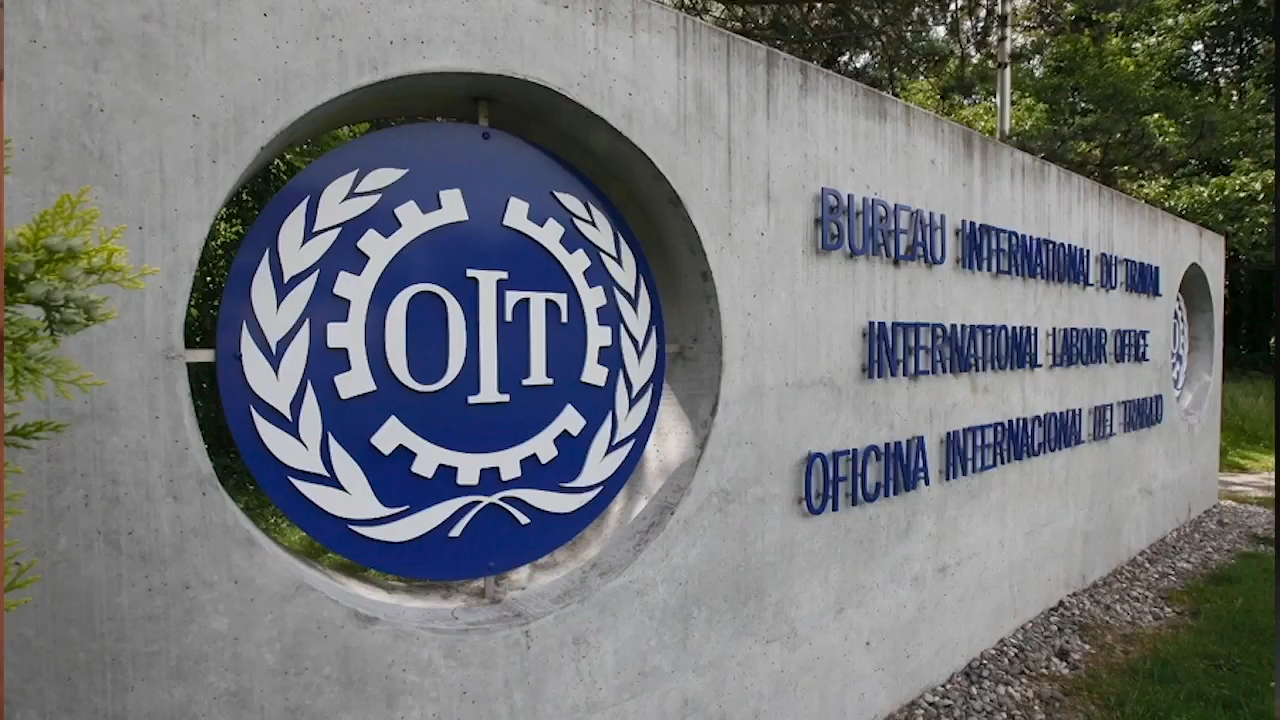 OIT
BUREAU INTERNATIONAL DU TRAVAIL
INTERNATIONAL LABOUR OFFICE
OFICINA INTERNACIONAL DEL TRABAJO